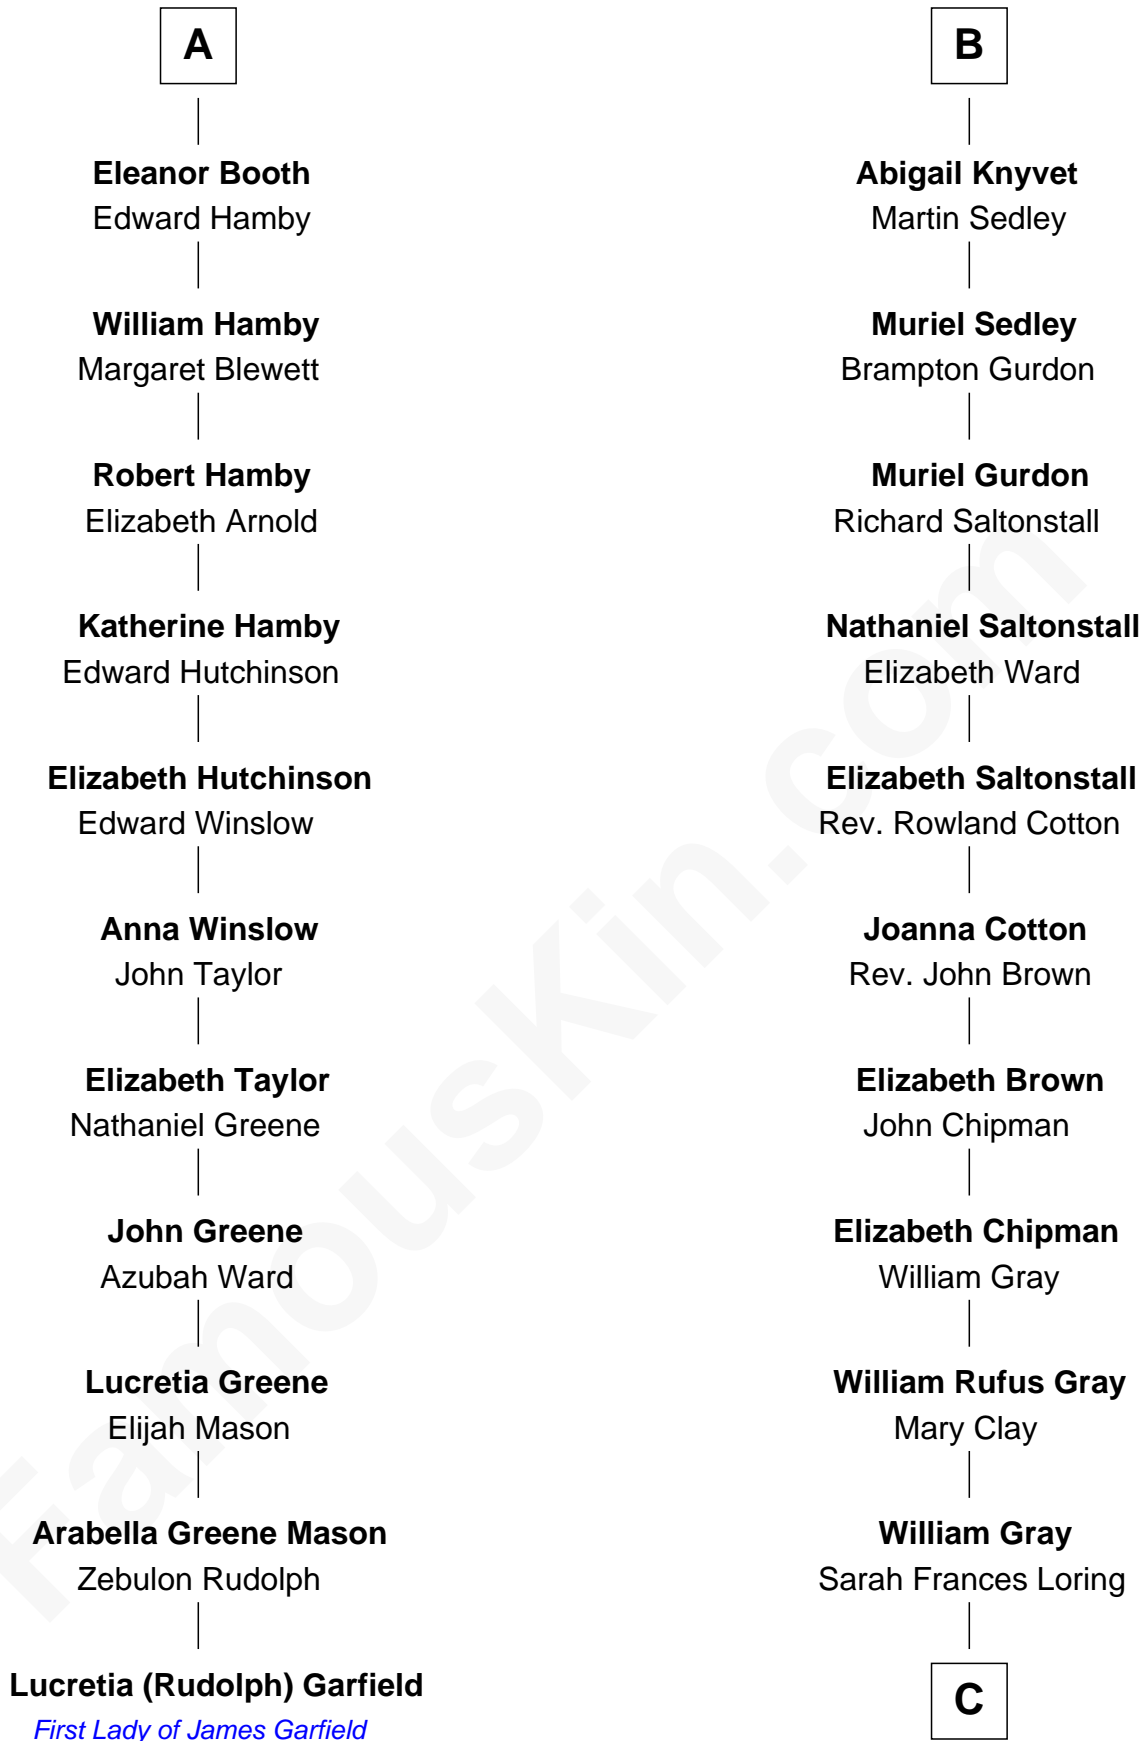 A
Eleanor Booth
Edward Hamby
William Hamby
Margaret Blewett
Robert Hamby
Elizabeth Arnold
Katherine Hamby
Edward Hutchinson
Elizabeth Hutchinson
Edward Winslow
Anna Winslow
John Taylor
Elizabeth Taylor
Nathaniel Greene
John Greene
Azubah Ward
Lucretia Greene
Elijah Mason
Arabella Greene Mason
Zebulon Rudolph
Lucretia (Rudolph) Garfield
First Lady of James Garfield
B
Abigail Knyvet
Martin Sedley
Muriel Sedley
Brampton Gurdon
Muriel Gurdon
Richard Saltonstall
Nathaniel Saltonstall
Elizabeth Ward
Elizabeth Saltonstall
Rev. Rowland Cotton
Joanna Cotton
Rev. John Brown
Elizabeth Brown
John Chipman
Elizabeth Chipman
William Gray
William Rufus Gray
Mary Clay
William Gray
Sarah Frances Loring
C
FamousKin.com